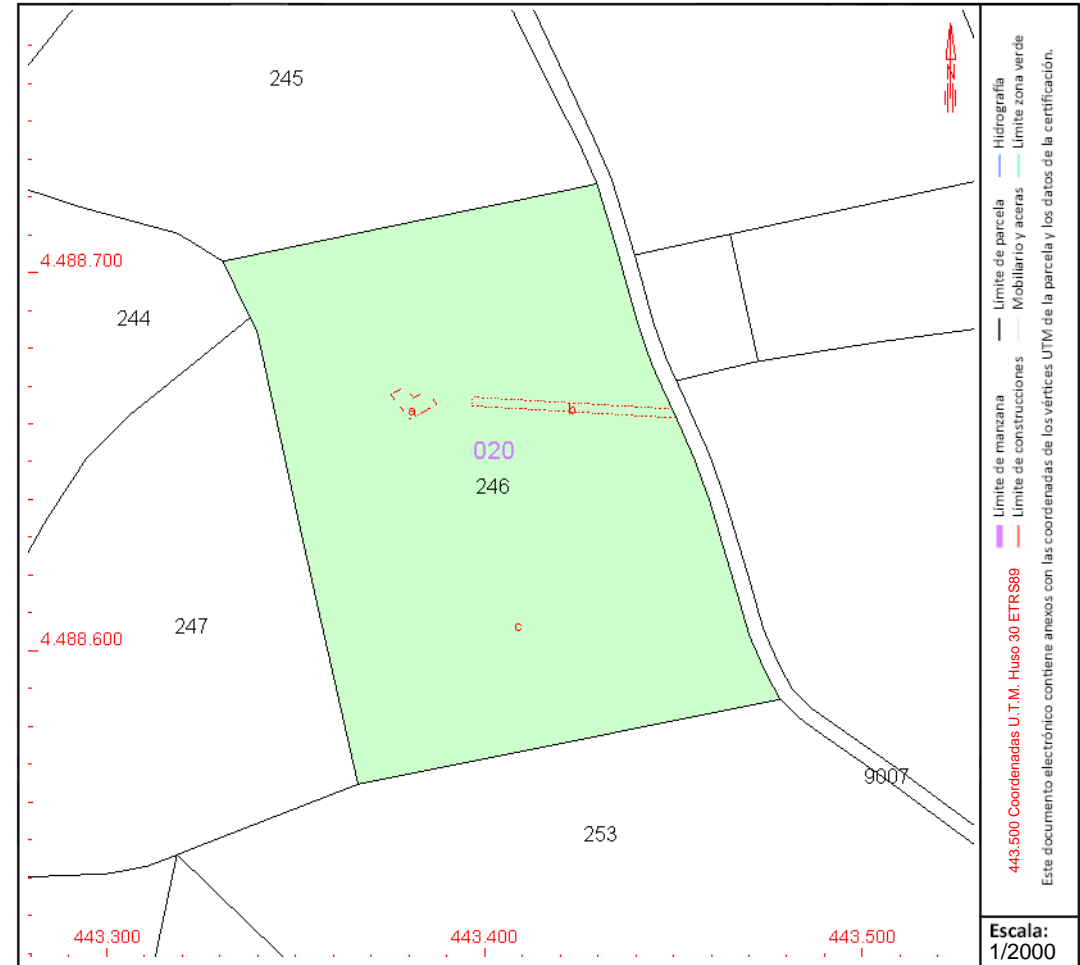 245
4.488.700
244
a
b
020
246
247
4.488.600
c
9007
253
443.300
443.400
443.500
N
443.500 Coordenadas U.T.M. Huso 30 ETRS89
Límite de manzana
Límite de parcela
Hidrografía
Límite de construcciones
Mobiliario y aceras
Límite zona verde
Este documento electrónico contiene anexos con las coordenadas de los vértices UTM de la parcela y los datos de la certificación.
Escala:
1/2000